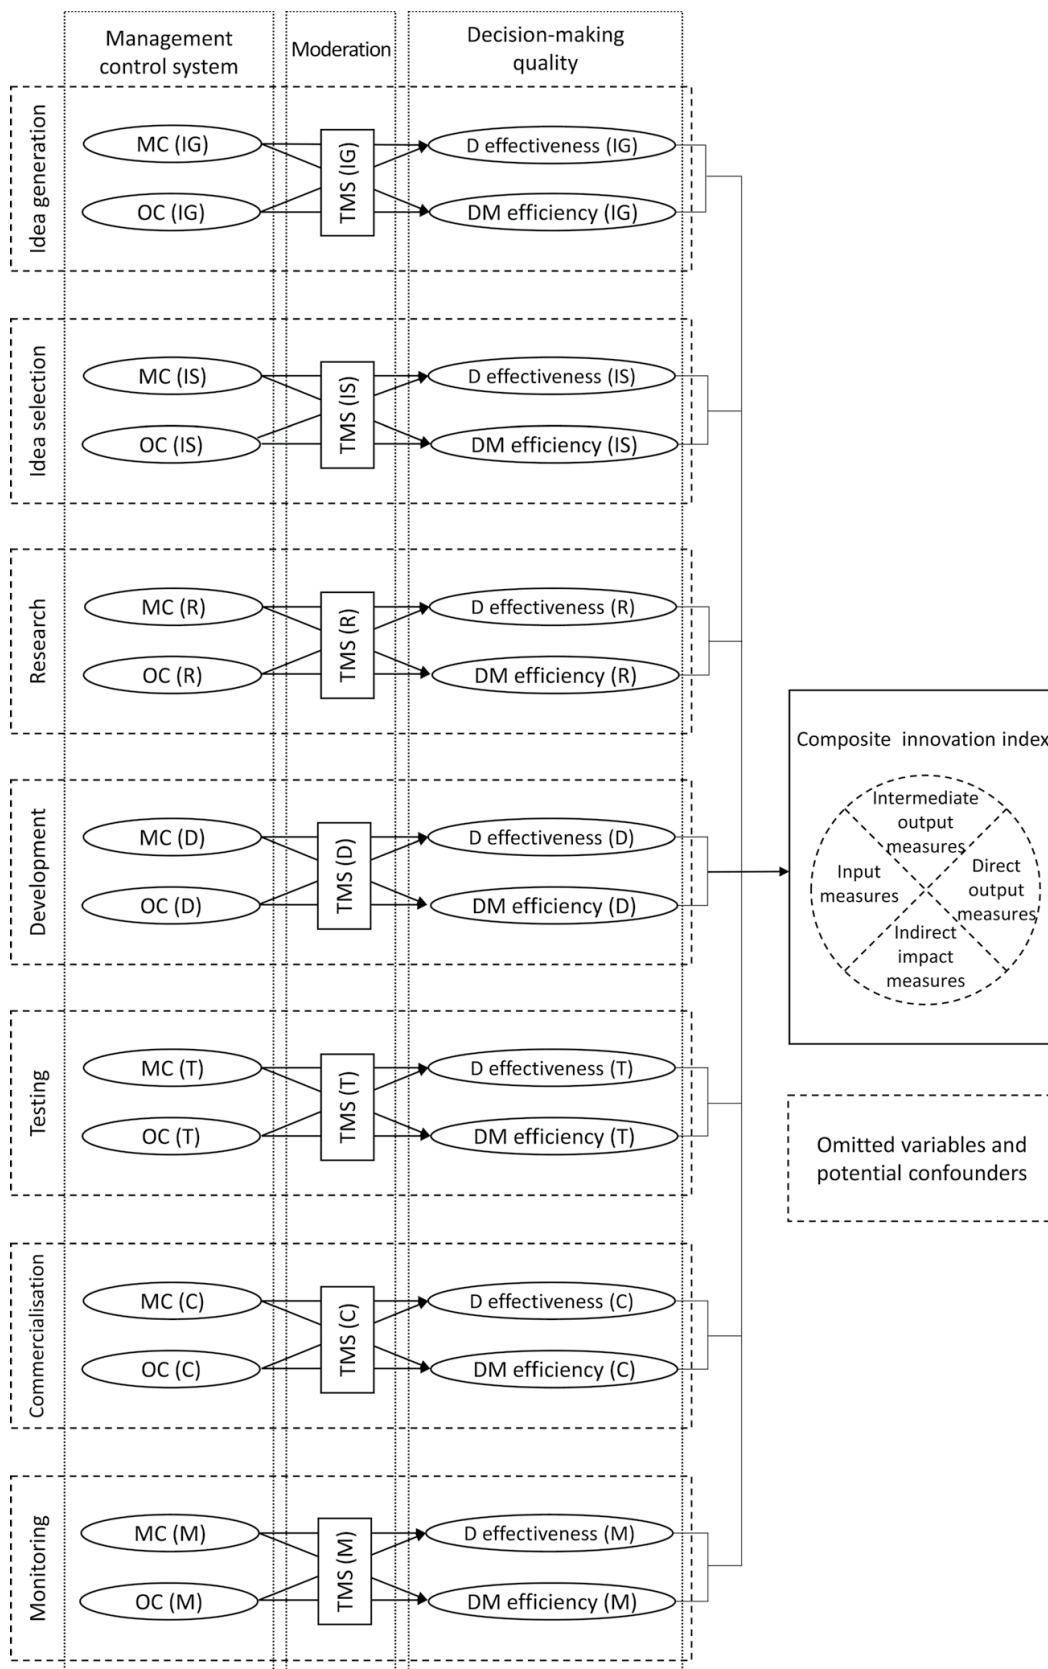 Management
control system
Moderation
Decision-making
quality
Idea generation
MC (IG)
OC (IG)
TMS (IG)
D effectiveness (IG)
DM efficiency (IG)
Idea selection
MC (IS)
OC (IS)
TMS (IS)
D effectiveness (IS)
DM efficiency (IS)
Research
MC (R)
OC (R)
TMS (R)
D effectiveness (R)
DM efficiency (R)
Development
MC (D)
OC (D)
TMS (D)
D effectiveness (D)
DM efficiency (D)
Testing
MC (T)
OC (T)
TMS (T)
D effectiveness (T)
DM efficiency (T)
Commercialisation
MC (C)
OC (C)
TMS (C)
D effectiveness (C)
DM efficiency (C)
Monitoring
MC (M)
OC (M)
TMS (M)
D effectiveness (M)
DM efficiency (M)
Composite innovation index
Intermediate
output
measures
Input
measures
Direct
output
measures
Indirect
impact
measures
Omitted variables and
potential confounders